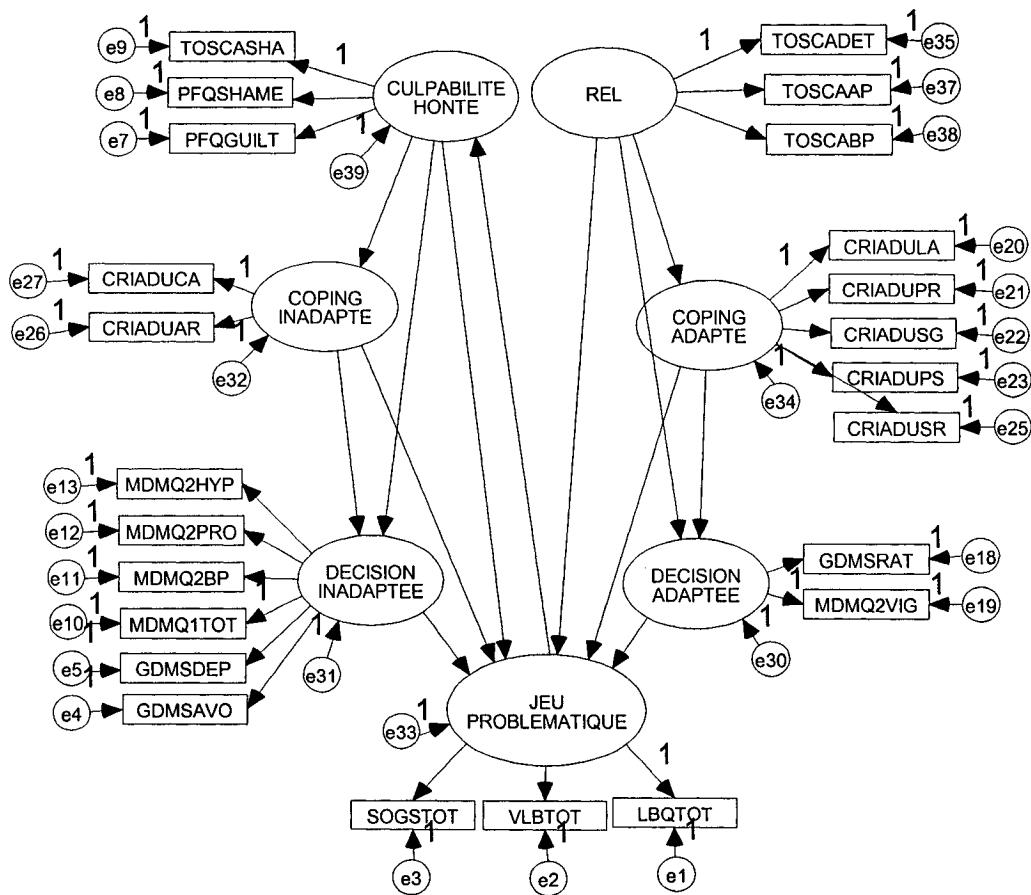 e9 1 TOSCASHA 1
e8 1 PFQSHAME
e7 1 PFQGUILT
CULPABILITE
HONTE
1
e39
REL
1 TOSCADET 1 e35
TOSCAAP 1 e37
TOSCABP 1 e38
e27 1 CRIADUCA 1
e26 1 CRIADUAR 1
COPING
INADAPTE
e32
COPING
ADAPTE
1
e34
1 CRIADULA 1 e20
CRIADUPR 1 e21
CRIADUSG 1 e22
CRIADUPS 1 e23
CRIADUSR 1 e25
e13 1 MDMQ2HYP
e12 1 MDMQ2PRO
e11 1 MDMQ2BP
e10 1 MDMQ1TOT 1
e5 1 GDMSDEP
e4 1 GDMSAVO
DECISION
INADAPTEE
1
e31
DECISION
ADAPTEE
1
e30
GDMSRAT 1 e18
1 MDMQ2VIG 1 e19
JEU
PROBLEMATIQUE
1
e33
1
SOGSTOT VLBTOT LBQTOT
1 1 1
e3 e2 e1